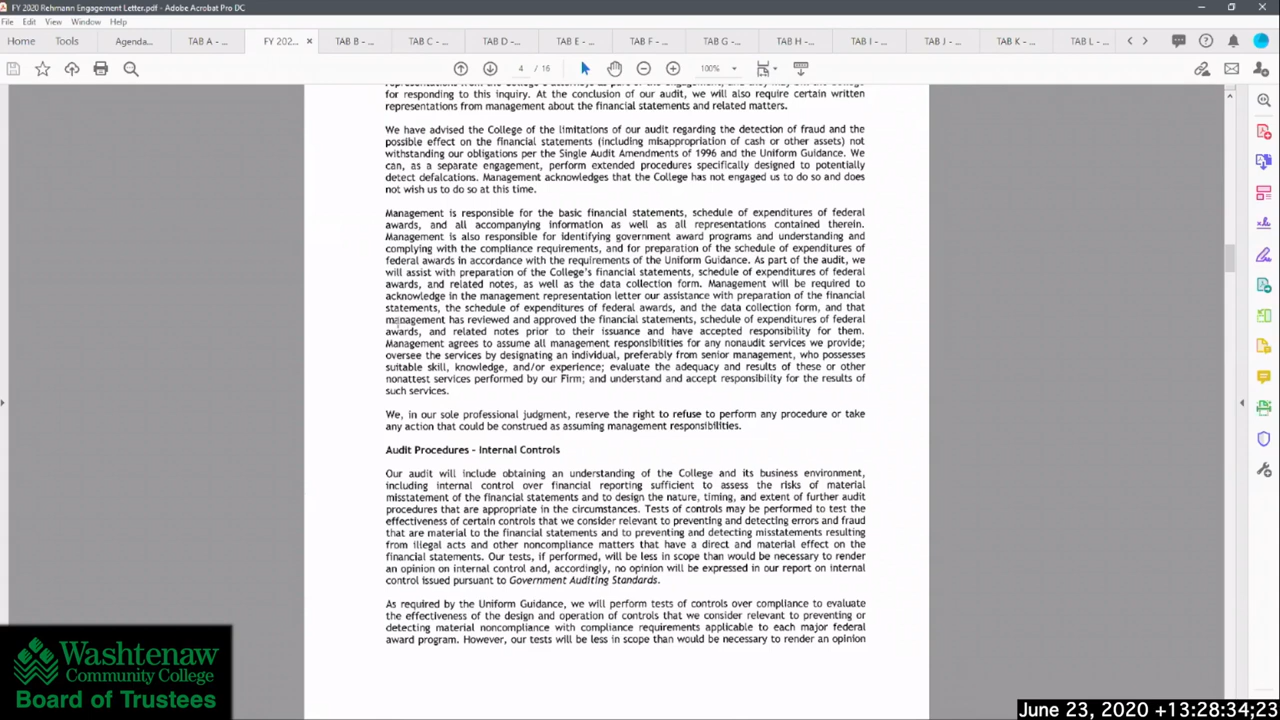 FY 2020 Rehmann Engagement Letter.pdf - Adobe Acrobat Pro DC
File Edit View Window Help
Home Tools Agenda... TAB A - ... FY 202... × TAB B - ... TAB C - ... TAB D -... TAB E - ... TAB F - ... TAB G - ... TAB H - ... TAB I - ... TAB J - ... TAB K - ... TAB L - ...
4 / 16 100%
for responding to this inquiry. At the conclusion of our audit, we will also require certain written
representations from management about the financial statements and related matters.
We have advised the College of the limitations of our audit regarding the detection of fraud and the
possible effect on the financial statements (including misappropriation of cash or other assets) not
withstanding our obligations per the Single Audit Amendments of 1996 and the Uniform Guidance. We
can, as a separate engagement, perform extended procedures specifically designed to potentially
detect defalcations. Management acknowledges that the College has not engaged us to do so and does
not wish us to do so at this time.
Management is responsible for the basic financial statements, schedule of expenditures of federal
awards, and all accompanying information as well as all representations contained therein.
Management is also responsible for identifying government award programs and understanding and
complying with the compliance requirements, and for preparation of the schedule of expenditures of
federal awards in accordance with the requirements of the Uniform Guidance. As part of the audit, we
will assist with preparation of the College's financial statements, schedule of expenditures of federal
awards, and related notes, as well as the data collection form. Management will be required to
acknowledge in the management representation letter our assistance with preparation of the financial
statements, the schedule of expenditures of federal awards, and the data collection form, and that
management has reviewed and approved the financial statements, schedule of expenditures of federal
awards, and related notes prior to their issuance and have accepted responsibility for them.
Management agrees to assume all management responsibilities for any nonaudit services we provide;
oversee the services by designating an individual, preferably from senior management, who possesses
suitable skill, knowledge, and/or experience; evaluate the adequacy and results of these or other
nonattest services performed by our Firm; and understand and accept responsibility for the results of
such services.
We, in our sole professional judgment, reserve the right to refuse to perform any procedure or take
any action that could be construed as assuming management responsibilities.
Audit Procedures - Internal Controls
Our audit will include obtaining an understanding of the College and its business environment,
including internal control over financial reporting sufficient to assess the risks of material
misstatement of the financial statements and to design the nature, timing, and extent of further audit
procedures that are appropriate in the circumstances. Tests of controls may be performed to test the
effectiveness of certain controls that we consider relevant to preventing and detecting errors and fraud
that are material to the financial statements and to preventing and detecting misstatements resulting
from illegal acts and other noncompliance matters that have a direct and material effect on the
financial statements. Our tests, if performed, will be less in scope than would be necessary to render
an opinion on internal control and, accordingly, no opinion will be expressed in our report on internal
control issued pursuant to Government Auditing Standards.
As required by the Uniform Guidance, we will perform tests of controls over compliance to evaluate
the effectiveness of the design and operation of controls that we consider relevant to preventing or
detecting material noncompliance with compliance requirements applicable to each major federal
award program. However, our tests will be less in scope than would be necessary to render an opinion
Washtenaw
Community College
Board of Trustees
June 23, 2020 +13:28:34;23